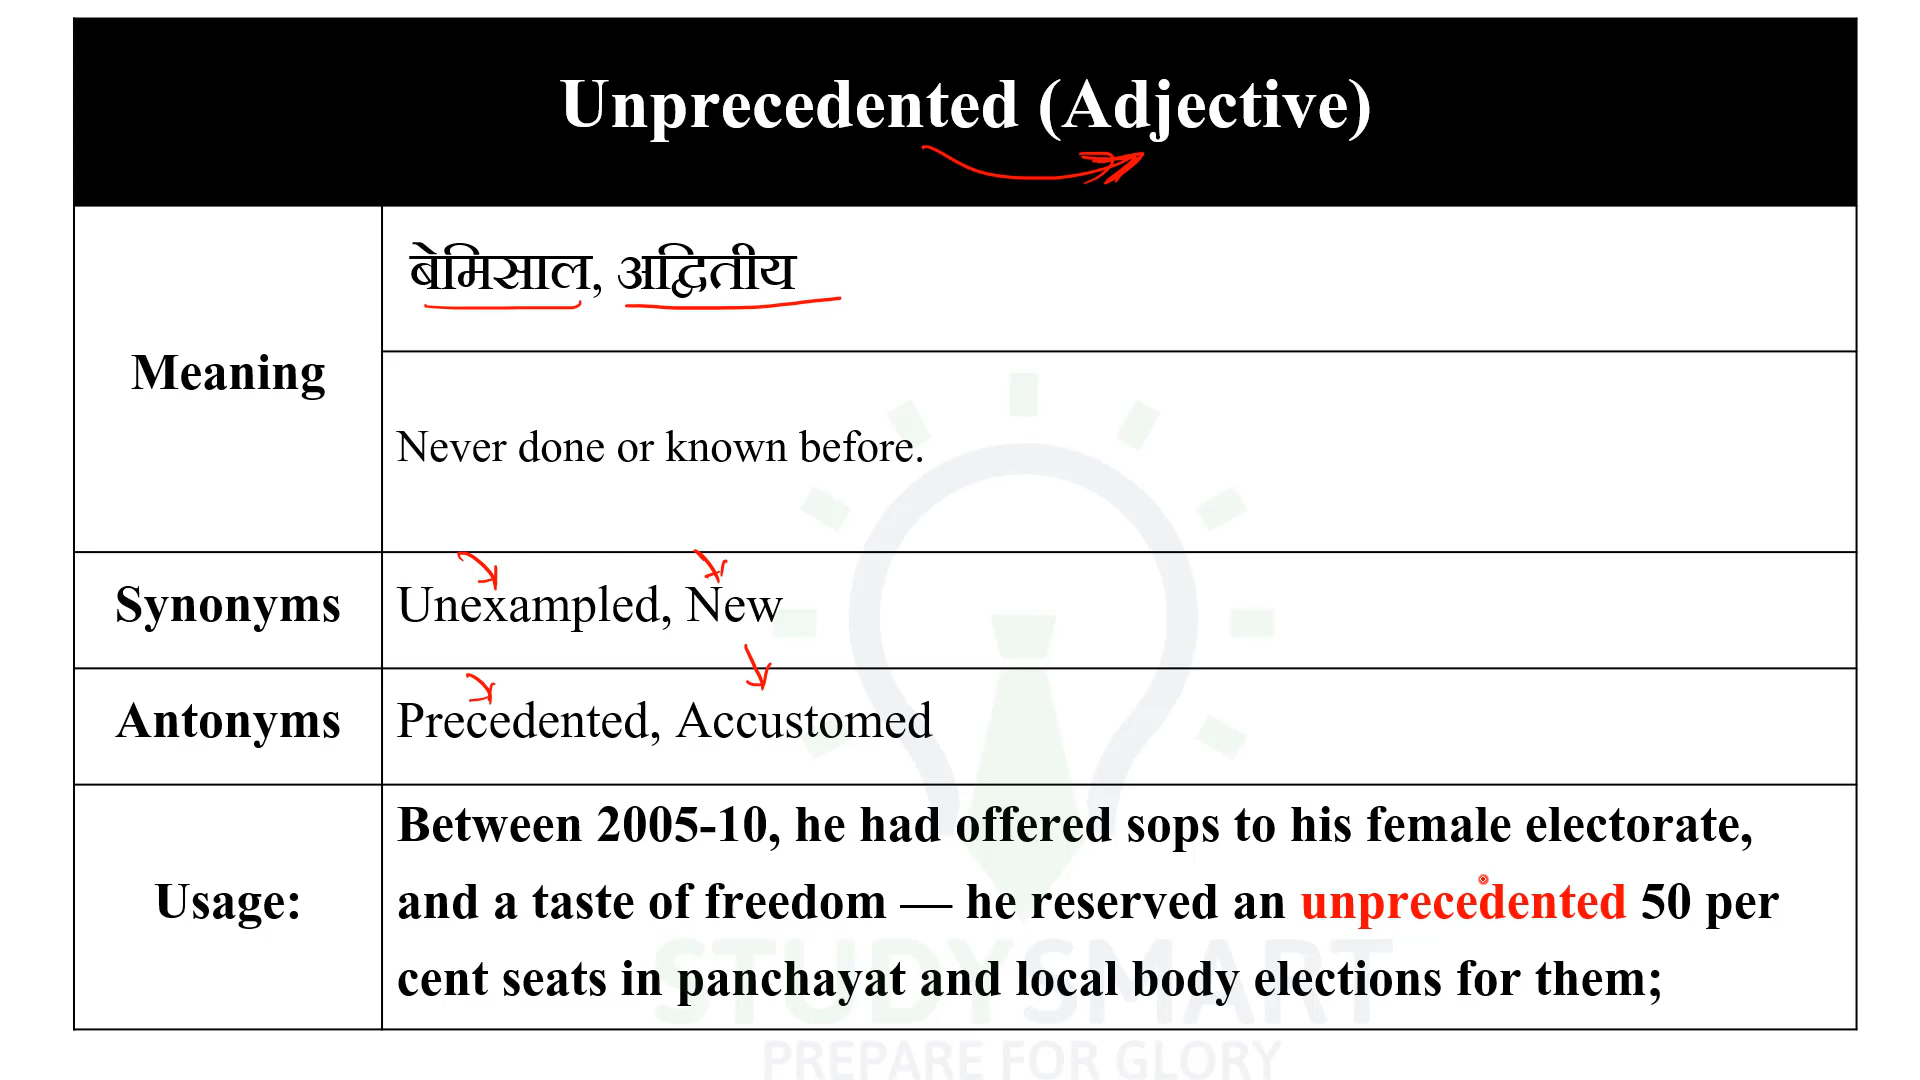 Unprecedented (Adjective)
Meaning
बेमिसाल, अद्वितीय
Never done or known before.
Synonyms
Unexampled, New
Antonyms
Precedented, Accustomed
Usage:
Between 2005-10, he had offered sops to his female electorate,
and a taste of freedom — he reserved an unprecedented 50 per
cent seats in panchayat and local body elections for them;
STUDYSMART
PREPARE FOR GLORY